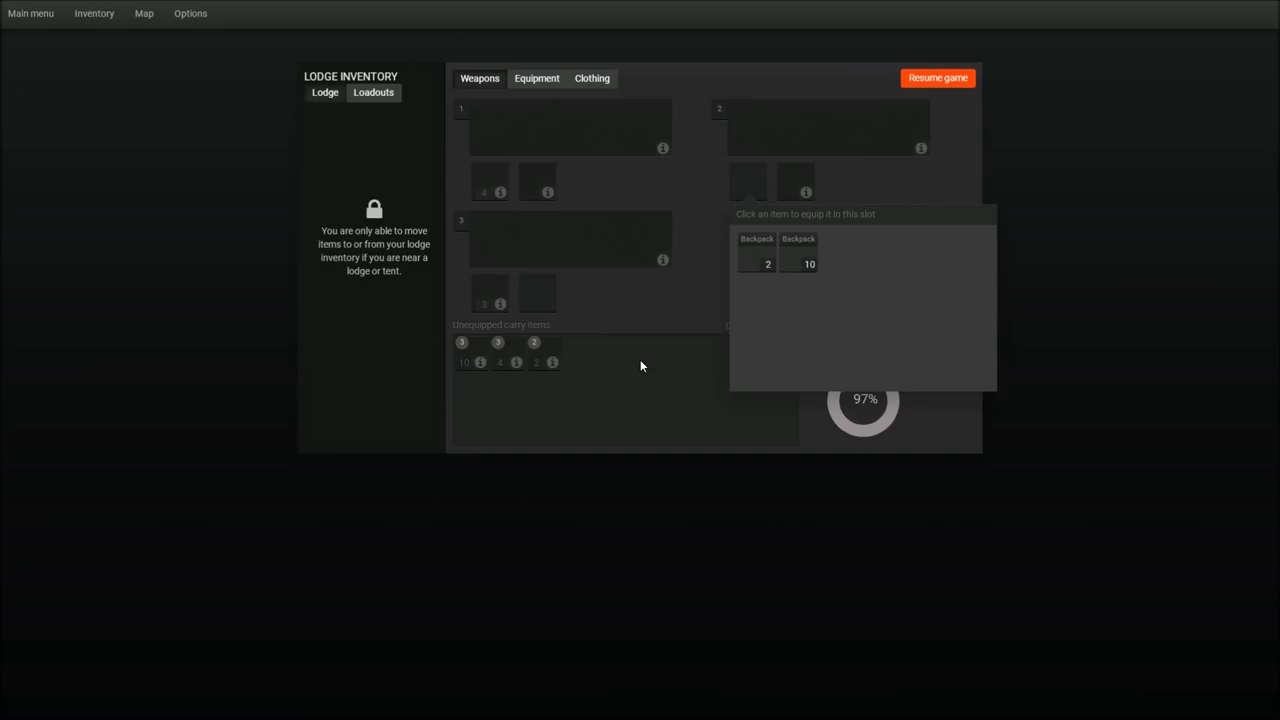 Main menu Inventory Map Options
LODGE INVENTORY
Lodge Loadouts
You are only able to move
items to or from your lodge
inventory if you are near a
lodge or tent.
Weapons Equipment Clothing
Resume game
1
2
4
3
3
Click an item to equip it in this slot
Backpack Backpack
2 10
Unequipped carry items
3 3 2
10 4 2
97%